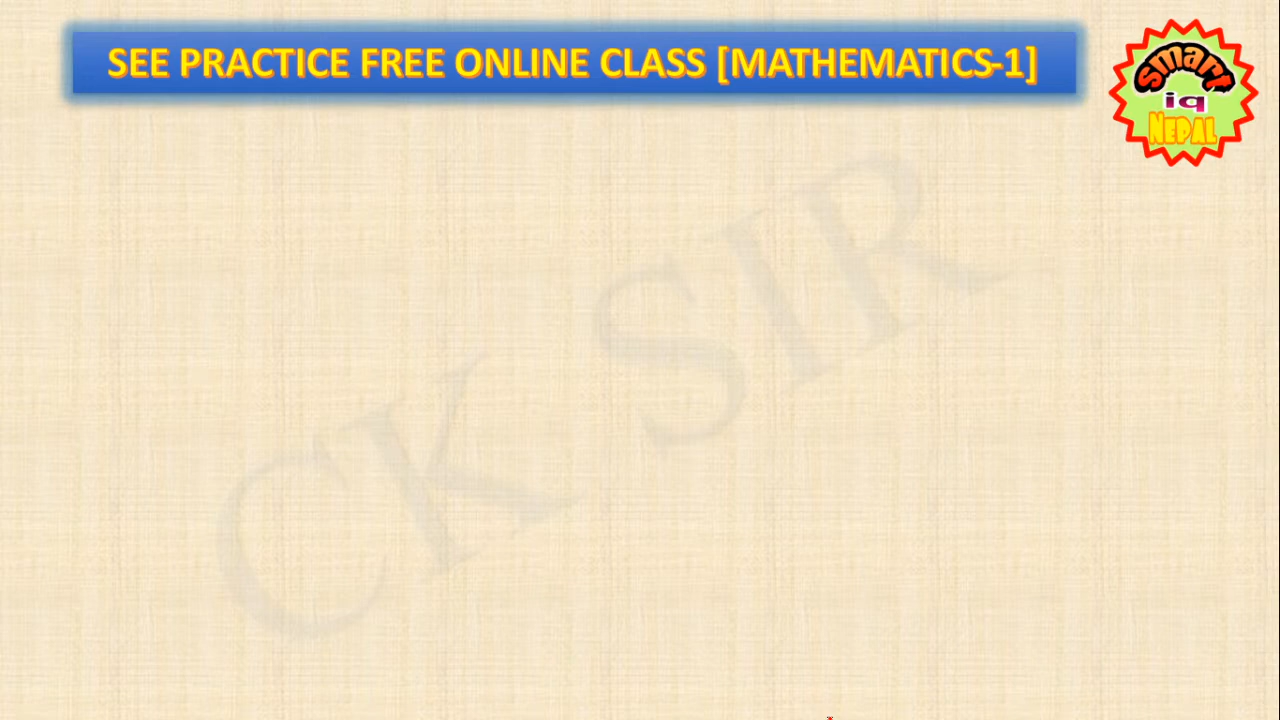 SEE PRACTICE FREE ONLINE CLASS [MATHEMATICS-1]
smart
iq
NEPAL
CK SIR